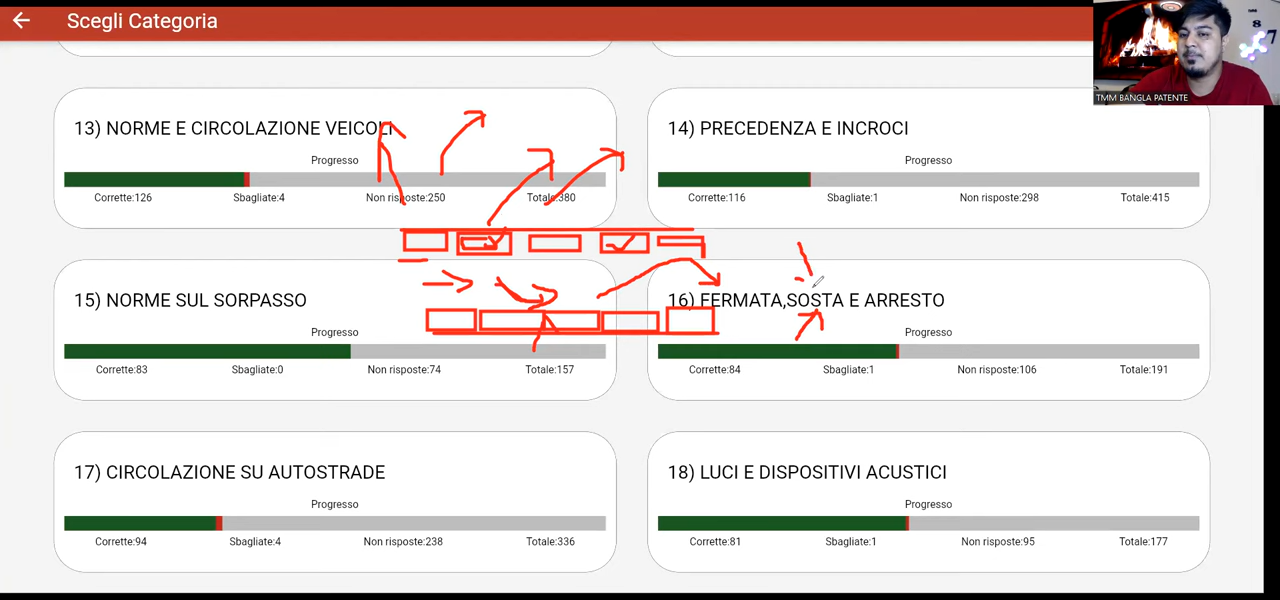 Scegli Categoria
TMM BANGLA PATENTE
8
7
13) NORME E CIRCOLAZIONE VEICOLI
Progresso
Corrette:126 Sbagliate:4 Non risposte:250 Totale:380
14) PRECEDENZA E INCROCI
Progresso
Corrette:116 Sbagliate:1 Non risposte:298 Totale:415
15) NORME SUL SORPASSO
Progresso
Corrette:83 Sbagliate:0 Non risposte:74 Totale:157
16) FERMATA,SOSTA E ARRESTO
Progresso
Corrette:84 Sbagliate:1 Non risposte:106 Totale:191
17) CIRCOLAZIONE SU AUTOSTRADE
Progresso
Corrette:94 Sbagliate:4 Non risposte:238 Totale:336
18) LUCI E DISPOSITIVI ACUSTICI
Progresso
Corrette:81 Sbagliate:1 Non risposte:95 Totale:177